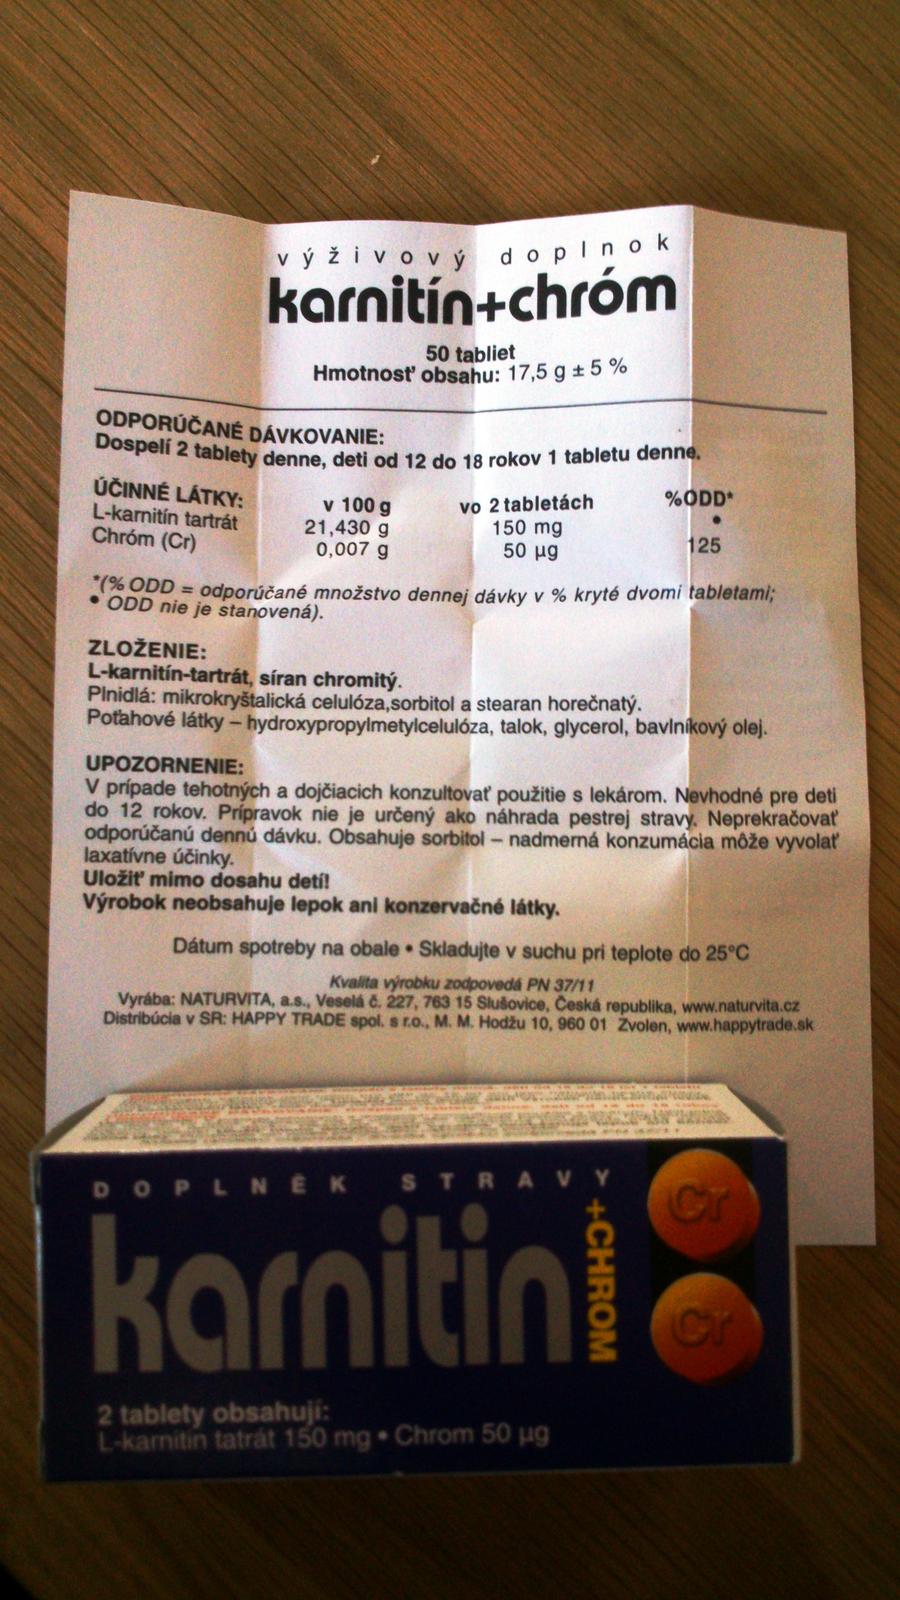 výživový doplnok
karnitín+chróm
50 tabliet
Hmotnosť obsahu: 17,5 g ± 5 %
ODPORÚČANÉ DÁVKOVANIE:
Dospelí 2 tablety denne, deti od 12 do 18 rokov 1 tabletu denne.
ÚČINNÉ LÁTKY: v 100 g vo 2 tabletách %ODD*
L-karnitín tartrát 21,430 g 150 mg •
Chróm (Cr) 0,007 g 50 µg 125
*(% ODD = odporúčané množstvo dennej dávky v % kryté dvomi tabletami;
• ODD nie je stanovená).
ZLOŽENIE:
L-karnitín-tartrát, síran chromitý.
Plnidlá: mikrokryštalická celulóza,sorbitol a stearan horečnatý.
Poťahové látky – hydroxypropylmetylcelulóza, talok, glycerol, bavlníkový olej.
UPOZORNENIE:
V prípade tehotných a dojčiacich konzultovať použitie s lekárom. Nevhodné pre deti
do 12 rokov. Prípravok nie je určený ako náhrada pestrej stravy. Neprekračovať
odporúčanú dennú dávku. Obsahuje sorbitol – nadmerná konzumácia môže vyvolať
laxatívne účinky.
Uložiť mimo dosahu detí!
Výrobok neobsahuje lepok ani konzervačné látky.
Dátum spotreby na obale • Skladujte v suchu pri teplote do 25°C
Kvalita výrobku zodpovedá PN 37/11
Vyrába: NATURVITA, a.s., Veselá č. 227, 763 15 Slušovice, Česká republika, www.naturvita.cz
Distribúcia v SR: HAPPY TRADE spol. s r.o., M. M. Hodžu 10, 960 01 Zvolen, www.happytrade.sk
DOPLNĚK STRAVY
karnitin
+CHROM
Cr
Cr
2 tablety obsahují:
L-karnitin tatrát 150 mg • Chrom 50 µg